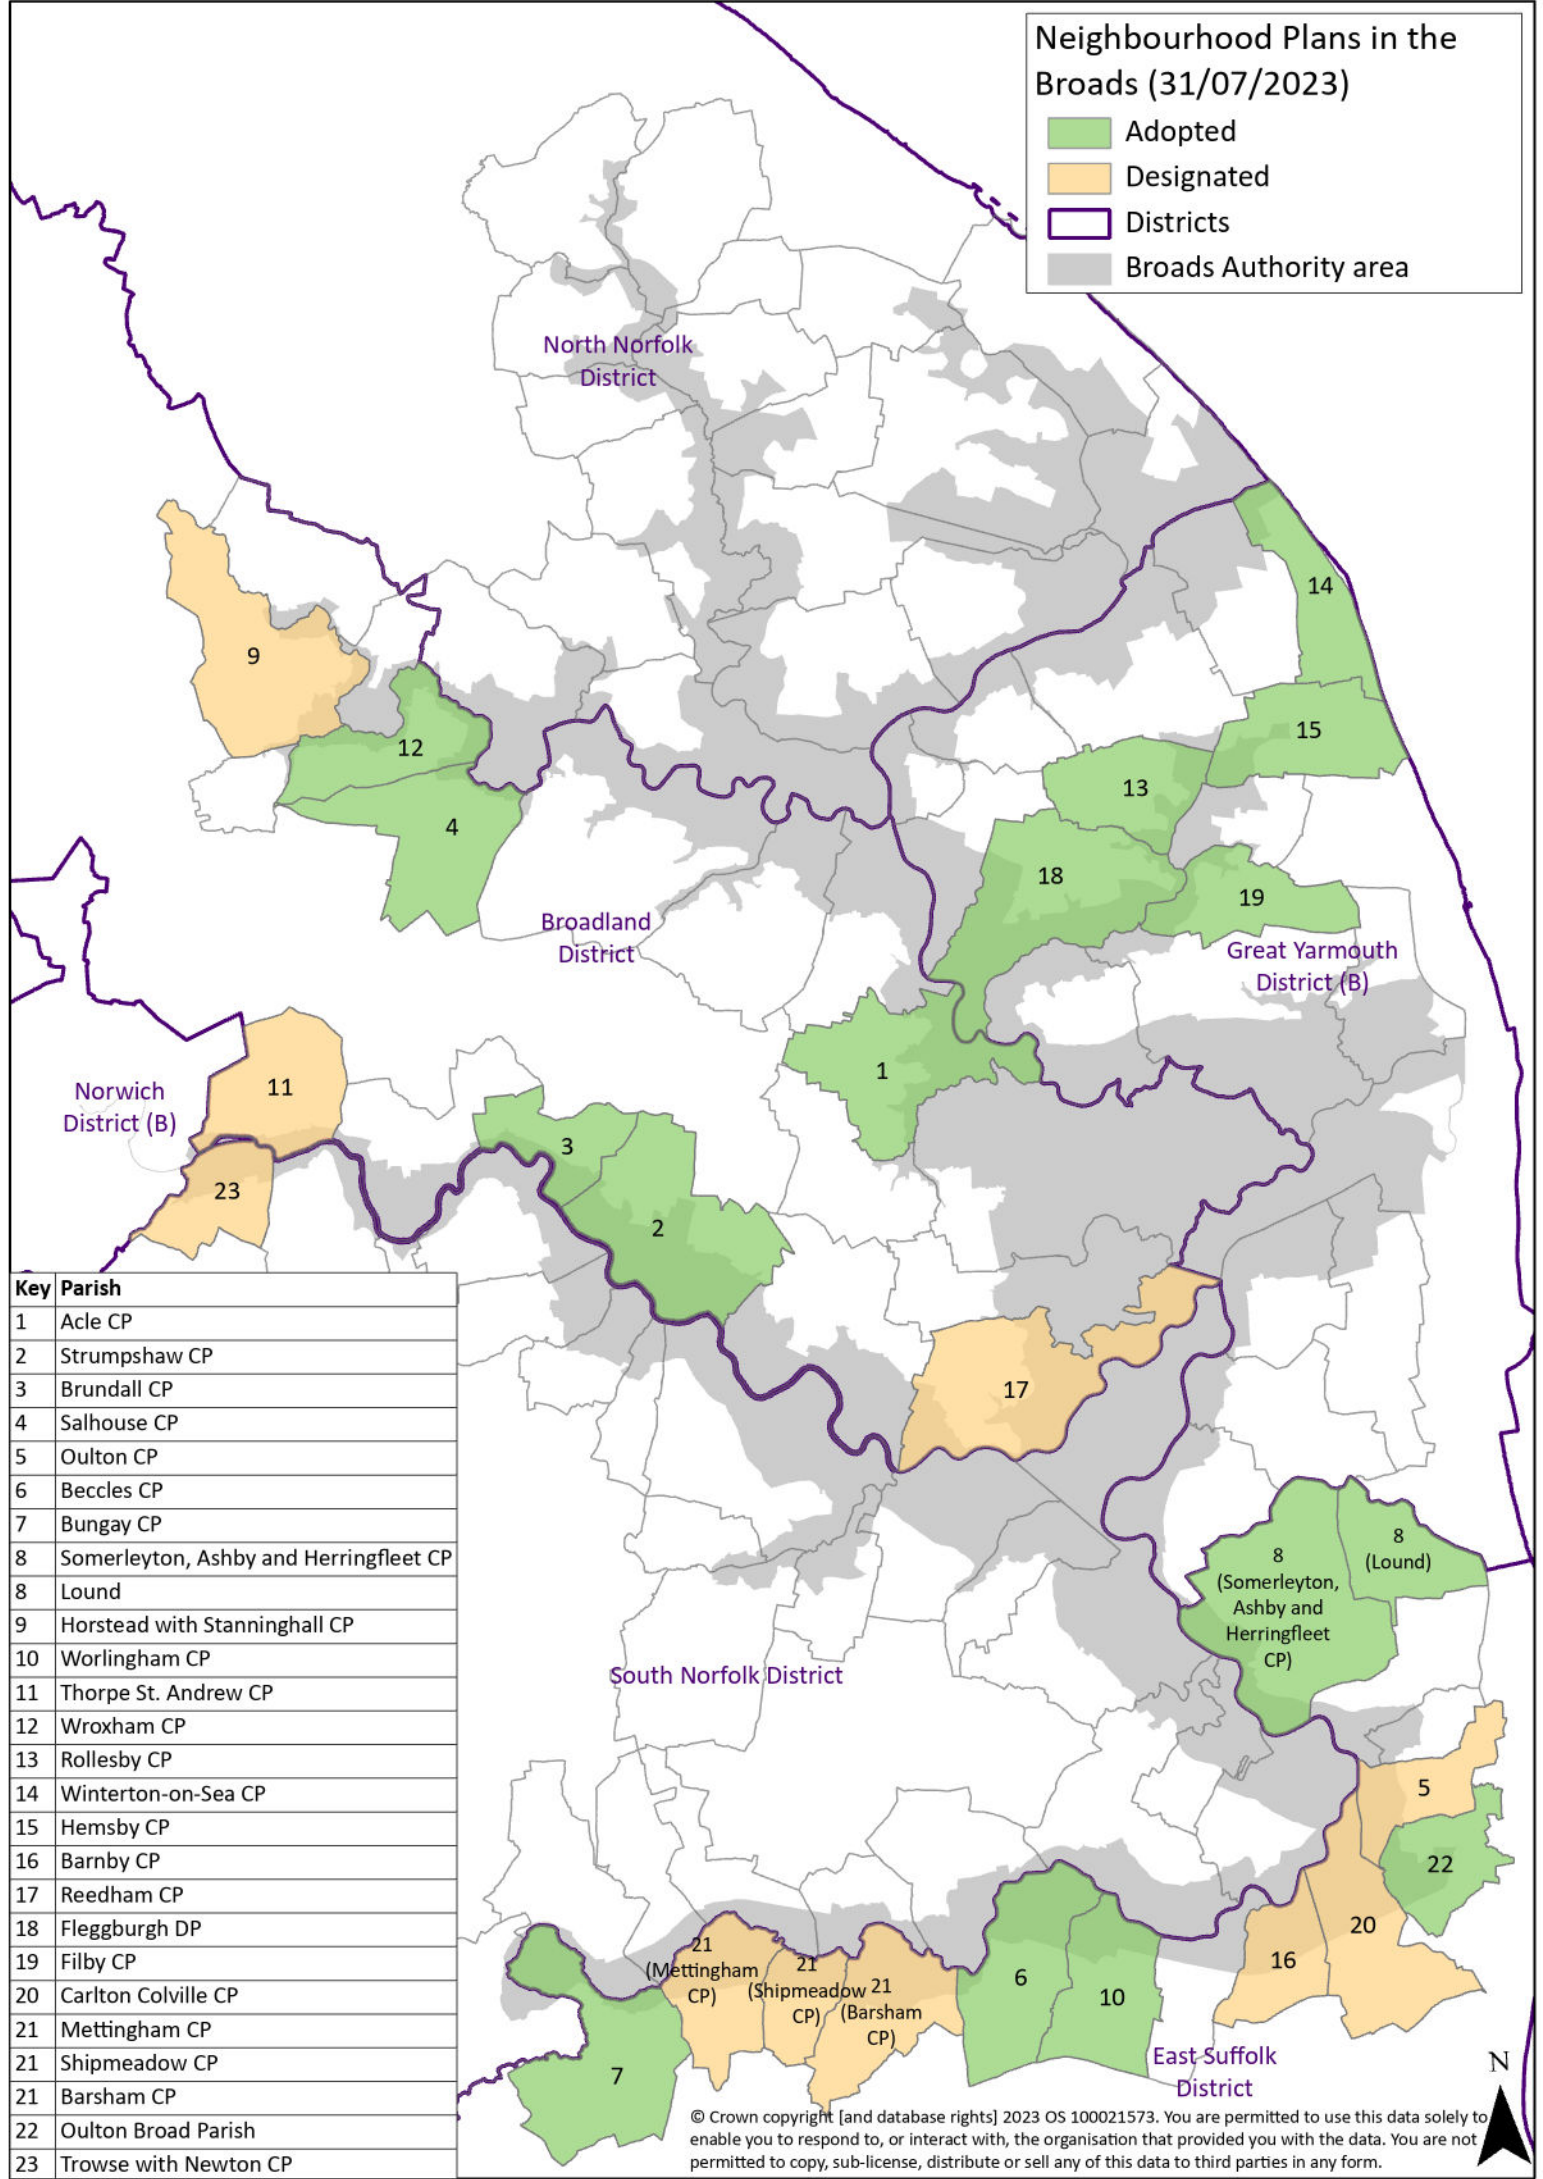 Neighbourhood Plans in the
Broads (31/07/2023)
Adopted
Designated
Districts
Broads Authority area
North Norfolk
District
14
9
15
12
13
4
18
19
Broadland
District
Great Yarmouth
District (B)
1
11
Norwich
District (B)
3
23
2
17
8
(Lound)
8
(Somerleyton,
Ashby and
Herringfleet
CP)
South Norfolk District
5
22
20
16
21
(Mettingham
CP)
21
(Shipmeadow
CP)
21
(Barsham
CP)
6
10
7
East Suffolk
District
N
Key Parish
1 Acle CP
2 Strumpshaw CP
3 Brundall CP
4 Salhouse CP
5 Oulton CP
6 Beccles CP
7 Bungay CP
8 Somerleyton, Ashby and Herringfleet CP
8 Lound
9 Horstead with Stanninghall CP
10 Worlingham CP
11 Thorpe St. Andrew CP
12 Wroxham CP
13 Rollesby CP
14 Winterton-on-Sea CP
15 Hemsby CP
16 Barnby CP
17 Reedham CP
18 Fleggburgh DP
19 Filby CP
20 Carlton Colville CP
21 Mettingham CP
21 Shipmeadow CP
21 Barsham CP
22 Oulton Broad Parish
23 Trowse with Newton CP
© Crown copyright [and database rights] 2023 OS 100021573. You are permitted to use this data solely to
enable you to respond to, or interact with, the organisation that provided you with the data. You are not
permitted to copy, sub-license, distribute or sell any of this data to third parties in any form.